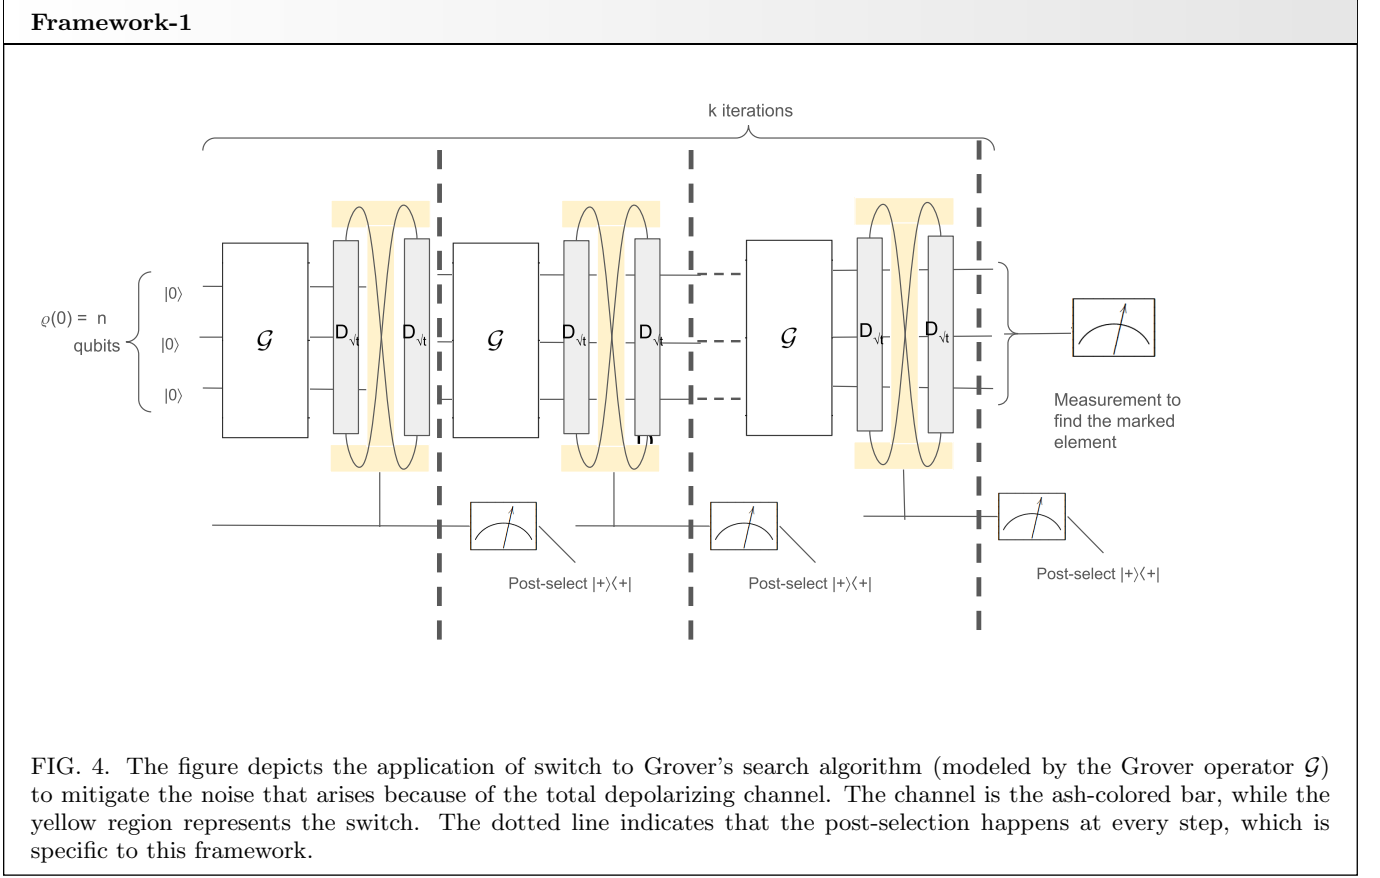 Framework-1
k iterations
ϱ(0) = n
qubits
|0⟩
|0⟩
|0⟩
𝒢
D√t
D√t
𝒢
D√t
D√t
𝒢
D√t
D√t
Measurement to
find the marked
element
Post-select |+⟩⟨+|
Post-select |+⟩⟨+|
Post-select |+⟩⟨+|
FIG. 4. The figure depicts the application of switch to Grover's search algorithm (modeled by the Grover operator 𝒢)
to mitigate the noise that arises because of the total depolarizing channel. The channel is the ash-colored bar, while the
yellow region represents the switch. The dotted line indicates that the post-selection happens at every step, which is
specific to this framework.